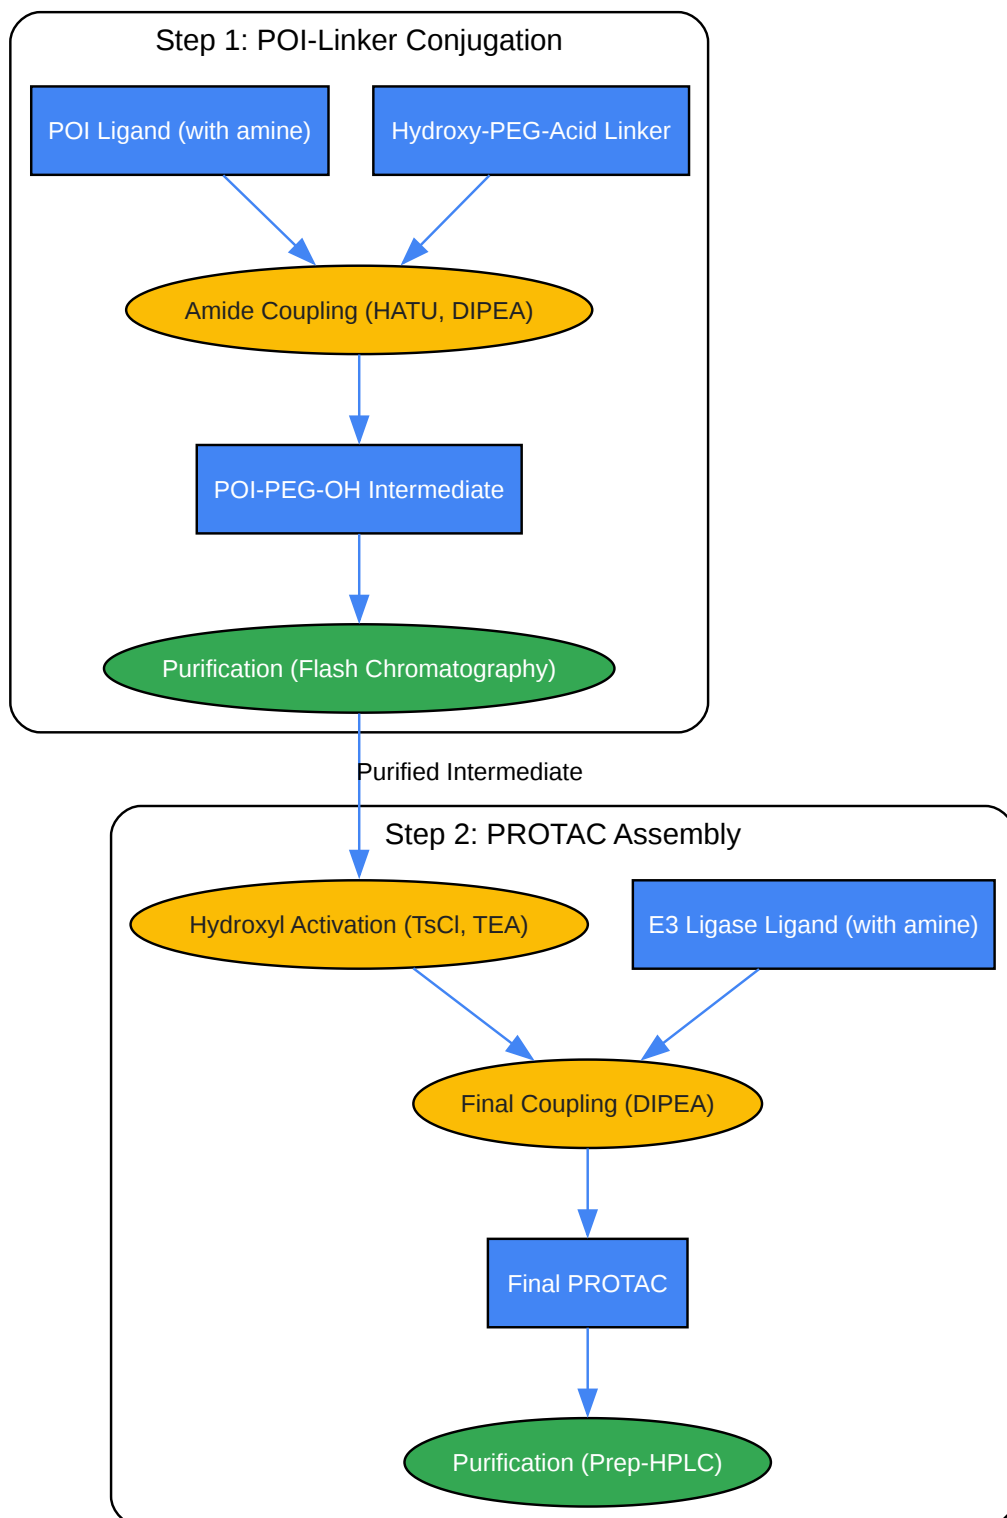 Step 1: POI-Linker Conjugation
POI Ligand (with amine)
Hydroxy-PEG-Acid Linker
Amide Coupling (HATU, DIPEA)
POI-PEG-OH Intermediate
Purification (Flash Chromatography)
Purified Intermediate
Step 2: PROTAC Assembly
Hydroxyl Activation (TsCl, TEA)
E3 Ligase Ligand (with amine)
Final Coupling (DIPEA)
Final PROTAC
Purification (Prep-HPLC)